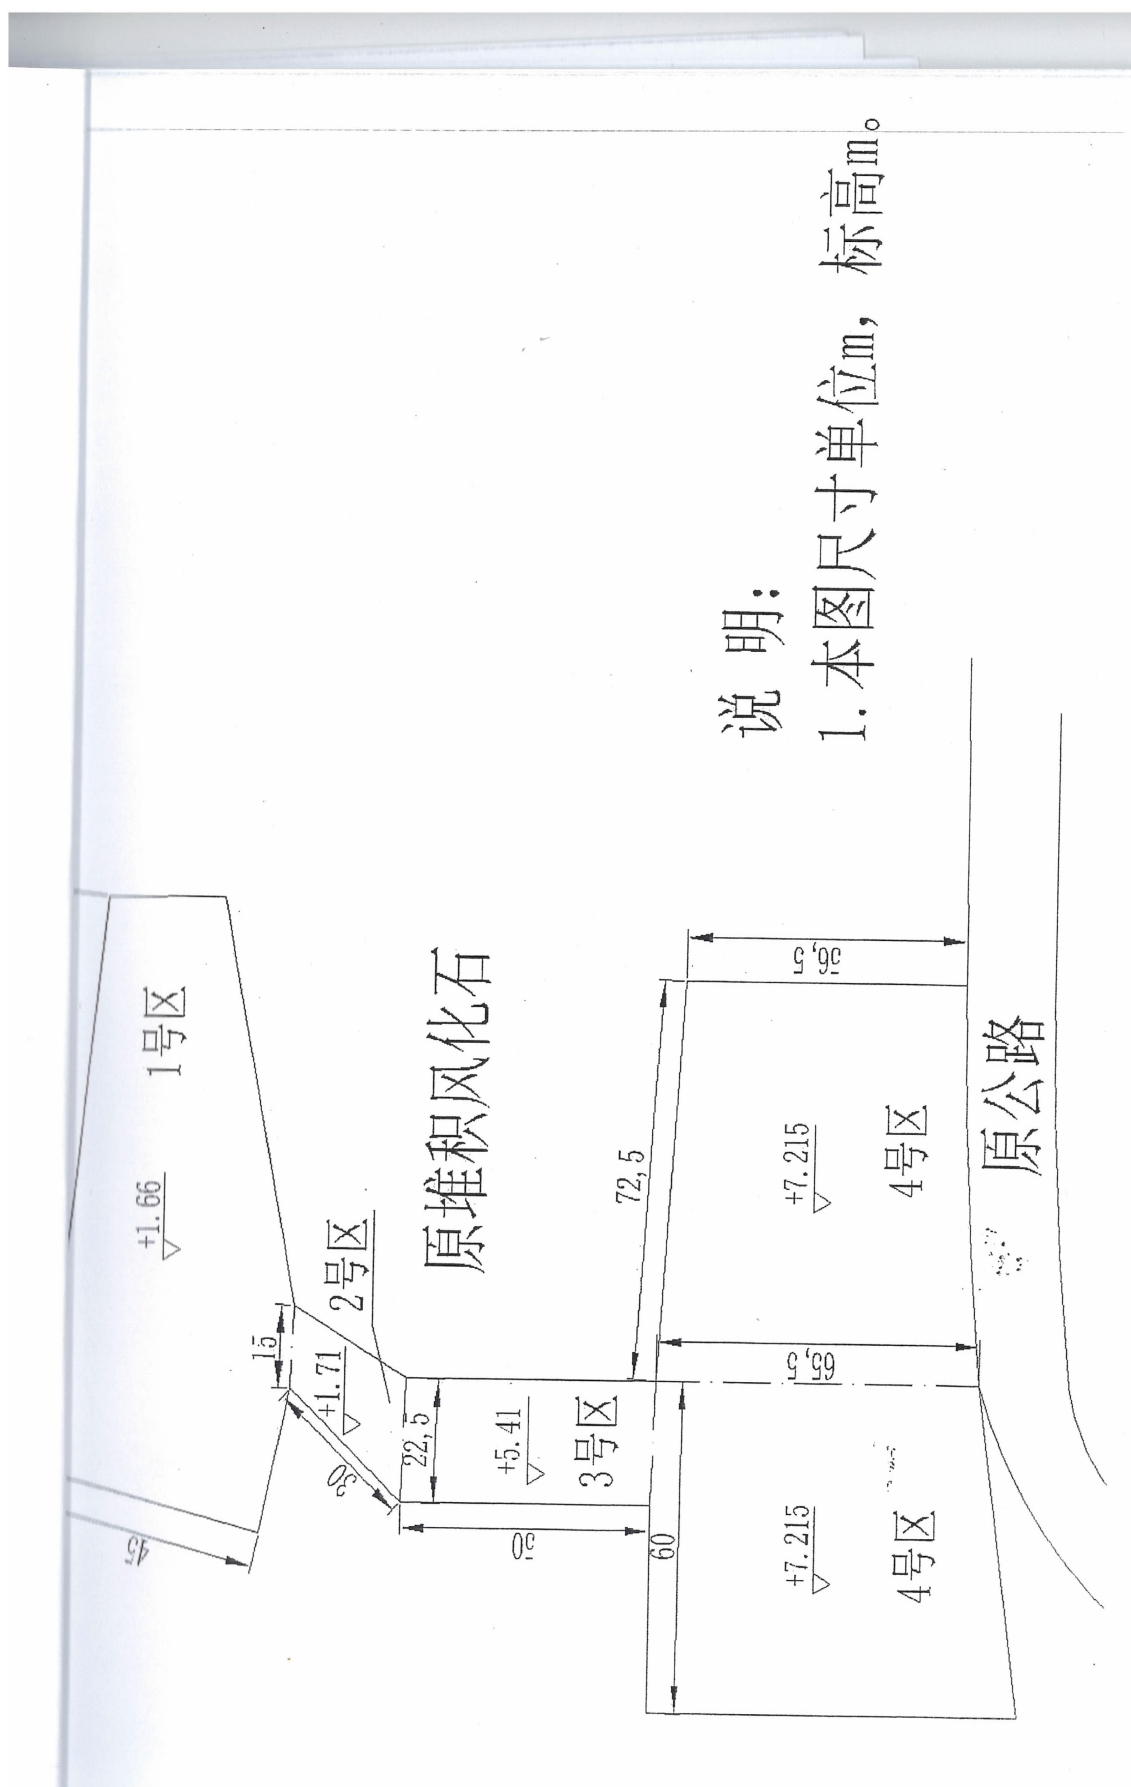 45
1号区
+1.66
15
2号区
+1.71
30
22,5
原堆积风化石
3号区
+5.41
50
72,5
56,5
60
65,5
+7.215
4号区
+7.215
4号区
原公路
说 明：
1.本图尺寸单位m，标高m。